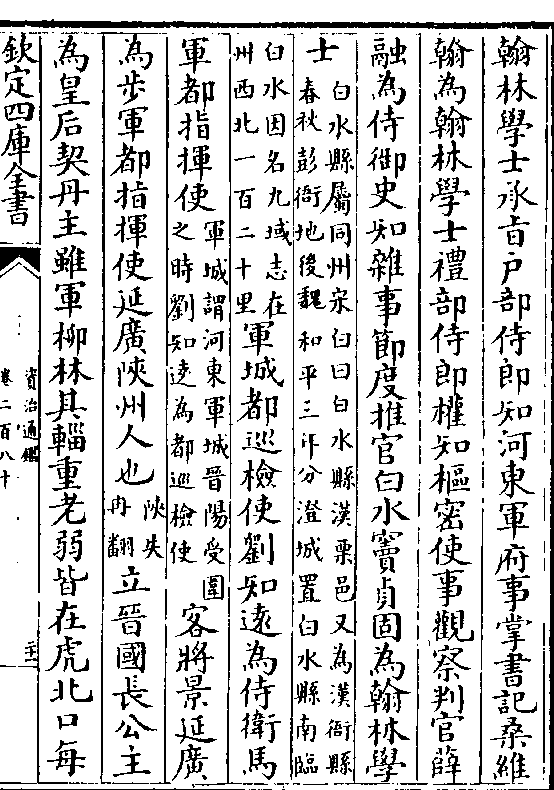 翰林學士承旨户部侍郎知河東軍府事掌書記桑維
翰為翰林學士禮部侍郎權知樞密使事觀察判官薛
融為侍御史知雜事節度推官白水竇貞固為翰林學
士白水縣屬同州宋白曰白水縣漢粟邑又為漢衙縣
春秋彭衙地後魏和平三年分澄城置白水縣南臨
白水因名九域志在
州西北一百二十里軍城都巡檢使劉知遠為侍衛馬
軍都指揮使軍城謂河東軍城晉陽受圍
之時劉知逺為都巡檢使客將景延廣
為步軍都指揮使延廣陜州人也陜失
冉翻立晉國長公主
為皇后契丹主雖軍柳林其輜重老弱皆在虎北口每
欽定四庫全書
資治通鑑
卷二百八十
二十一